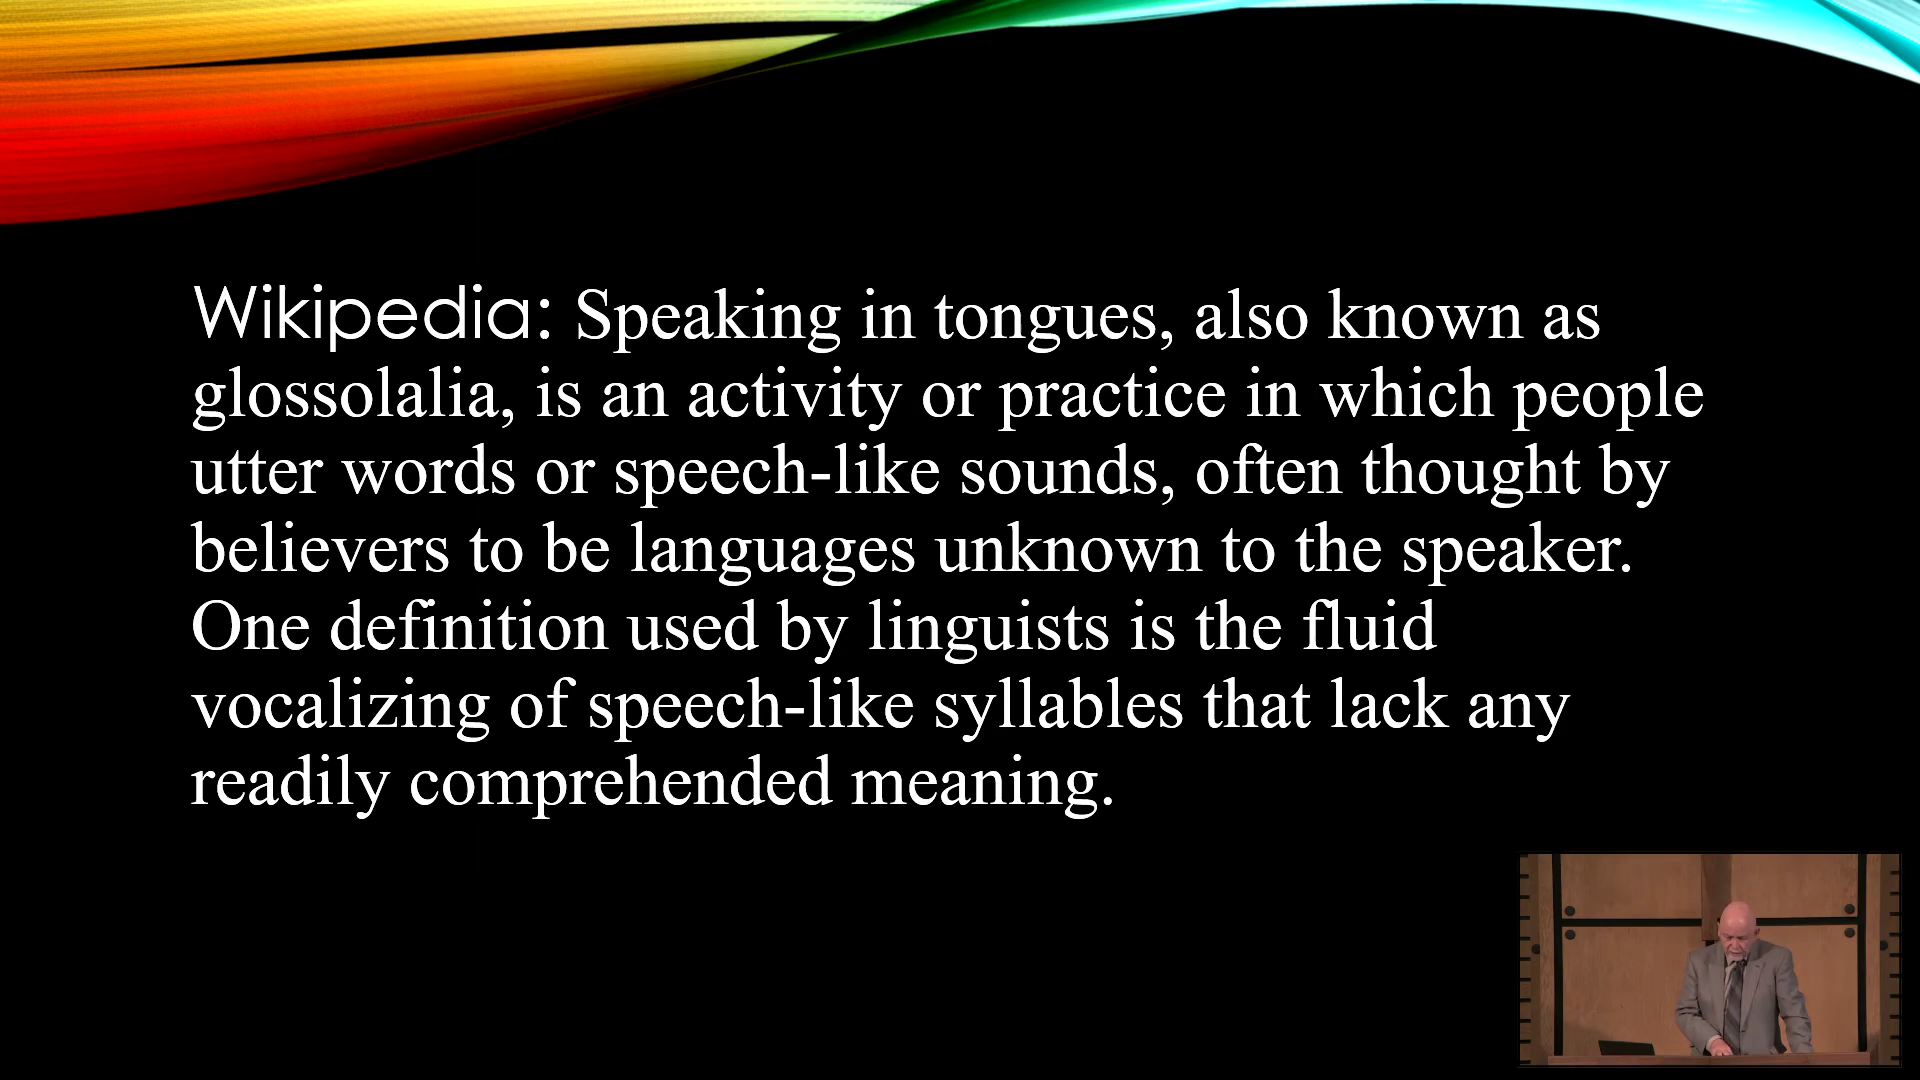 Wikipedia: Speaking in tongues, also known as
glossolalia, is an activity or practice in which people
utter words or speech-like sounds, often thought by
believers to be languages unknown to the speaker.
One definition used by linguists is the fluid
vocalizing of speech-like syllables that lack any
readily comprehended meaning.